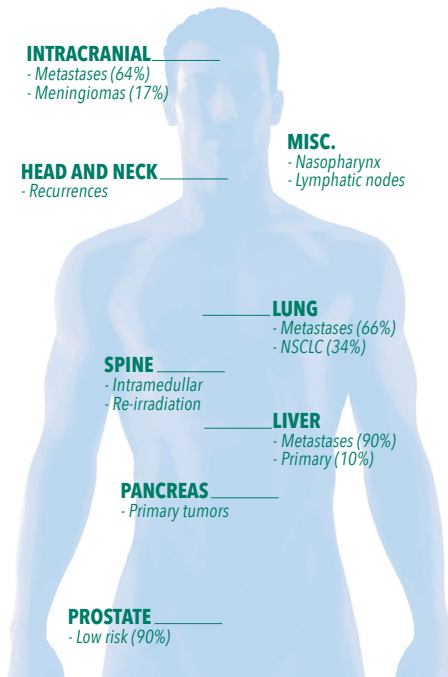 INTRACRANIAL
- Metastases (64%)
- Meningiomas (17%)
MISC.
- Nasopharynx
- Lymphatic nodes
HEAD AND NECK
- Recurrences
LUNG
- Metastases (66%)
- NSCLC (34%)
SPINE
- Intramedullar
- Re-irradiation
LIVER
- Metastases (90%)
- Primary (10%)
PANCREAS
- Primary tumors
PROSTATE
- Low risk (90%)